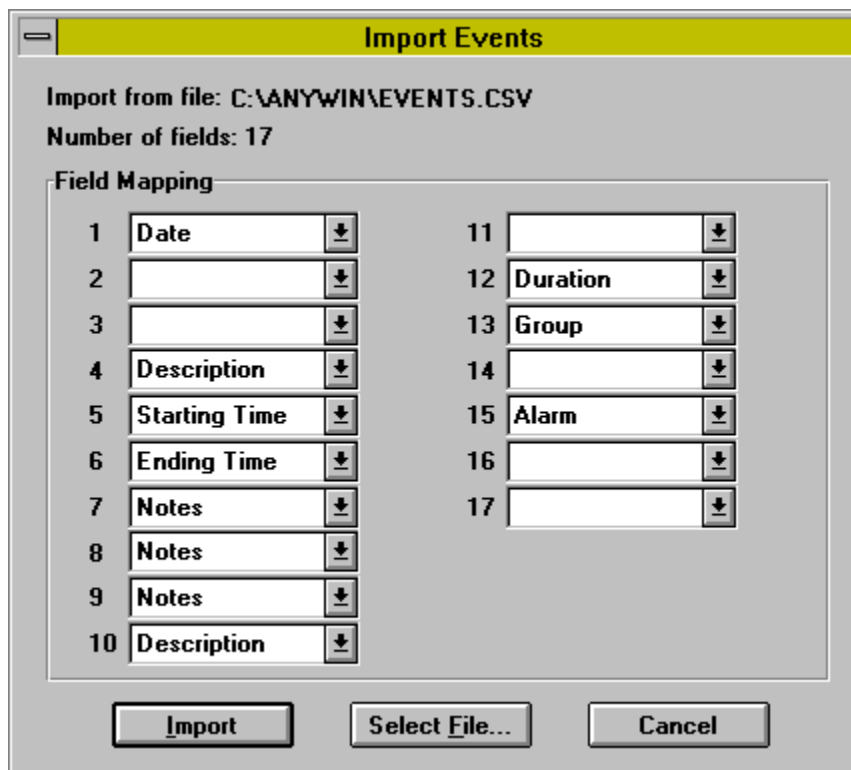 Import Events
Import from file: C:\ANYWIN\EVENTS.CSV
Number of fields: 17
Field Mapping
1 Date
2
3
4 Description
5 Starting Time
6 Ending Time
7 Notes
8 Notes
9 Notes
10 Description
11
12 Duration
13 Group
14
15 Alarm
16
17
Import Select File... Cancel